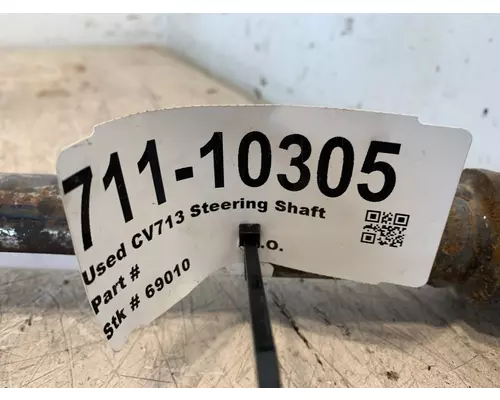 711-10305
Used CV713 Steering Shaft
Part #
.o.
Stk # 69010